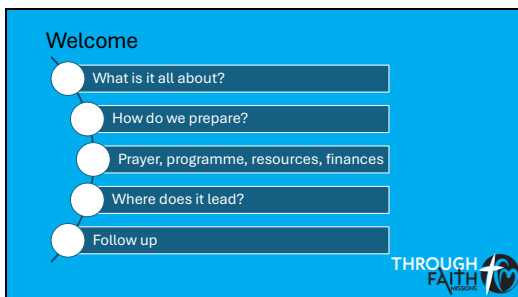 Welcome
What is it all about?
How do we prepare?
Prayer, programme, resources, finances
Where does it lead?
Follow up
THROUGH
FAITH
MISSIONS